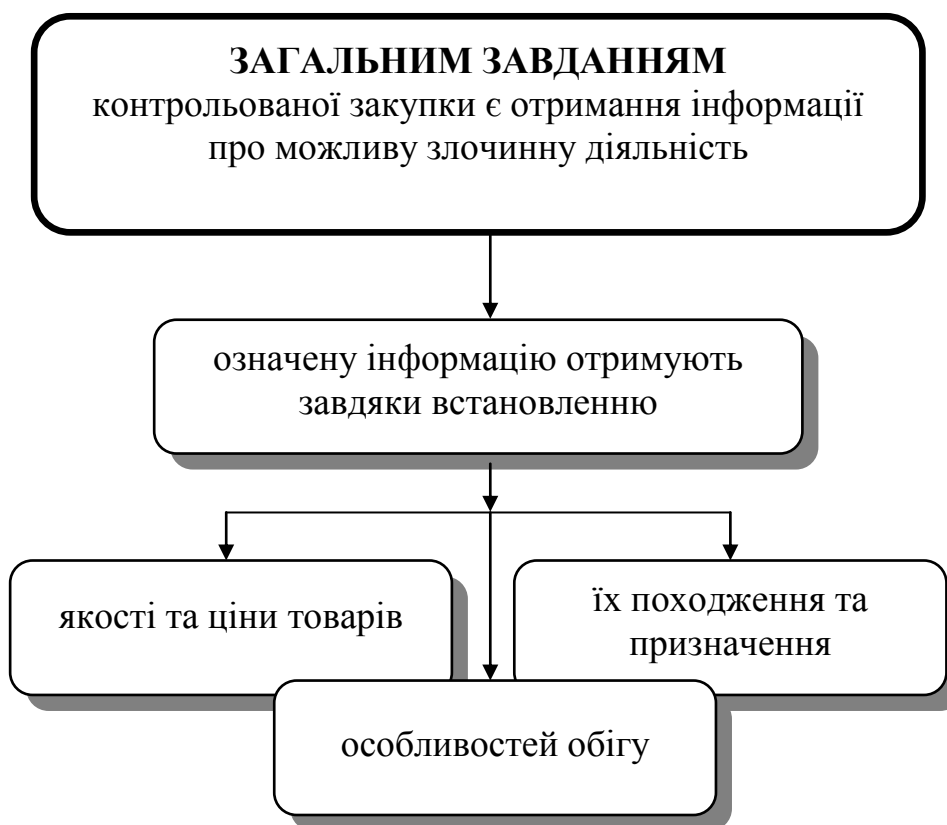 ЗАГАЛЬНИМ ЗАВДАННЯМ
контрольованої закупки є отримання інформації
про можливу злочинну діяльність
означену інформацію отримують
завдяки встановленню
якості та ціни товарів
їх походження та
призначення
особливостей обігу